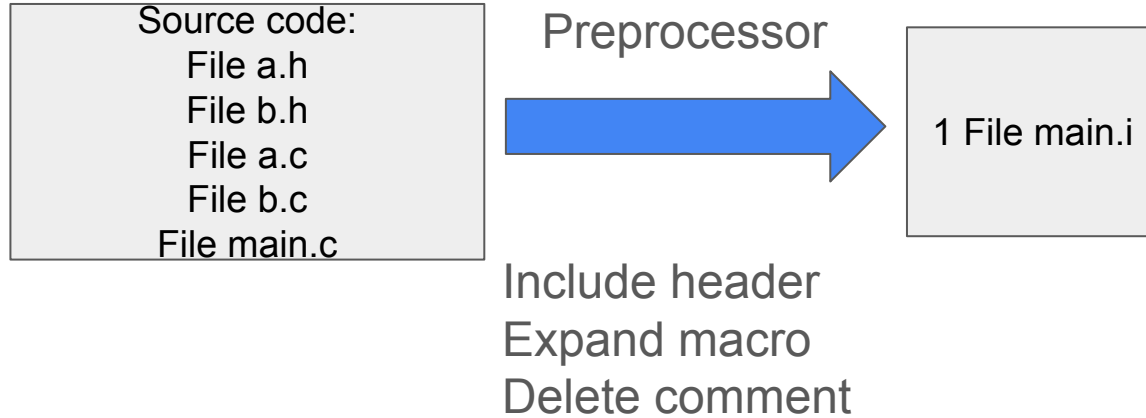 Source code:
File a.h
File b.h
File a.c
File b.c
File main.c
Preprocessor
Include header
Expand macro
Delete comment
1 File main.i